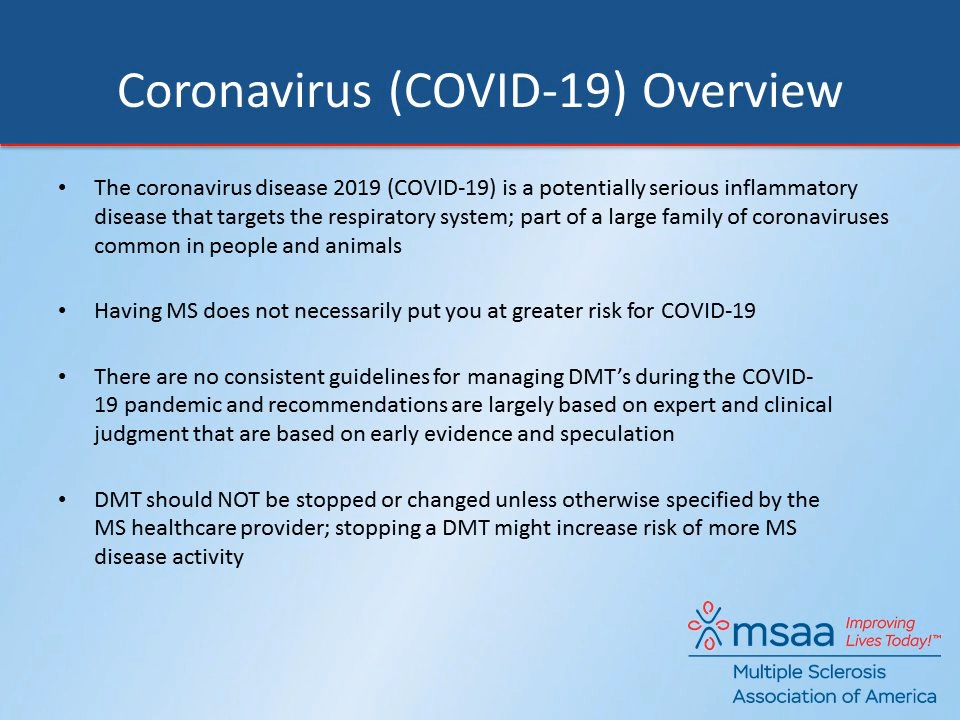 Coronavirus (COVID-19) Overview
• The coronavirus disease 2019 (COVID-19) is a potentially serious inflammatory
disease that targets the respiratory system; part of a large family of coronaviruses
common in people and animals
• Having MS does not necessarily put you at greater risk for COVID-19
• There are no consistent guidelines for managing DMT’s during the COVID-
19 pandemic and recommendations are largely based on expert and clinical
judgment that are based on early evidence and speculation
• DMT should NOT be stopped or changed unless otherwise specified by the
MS healthcare provider; stopping a DMT might increase risk of more MS
disease activity
msaa
Improving
Lives Today!™
Multiple Sclerosis
Association of America